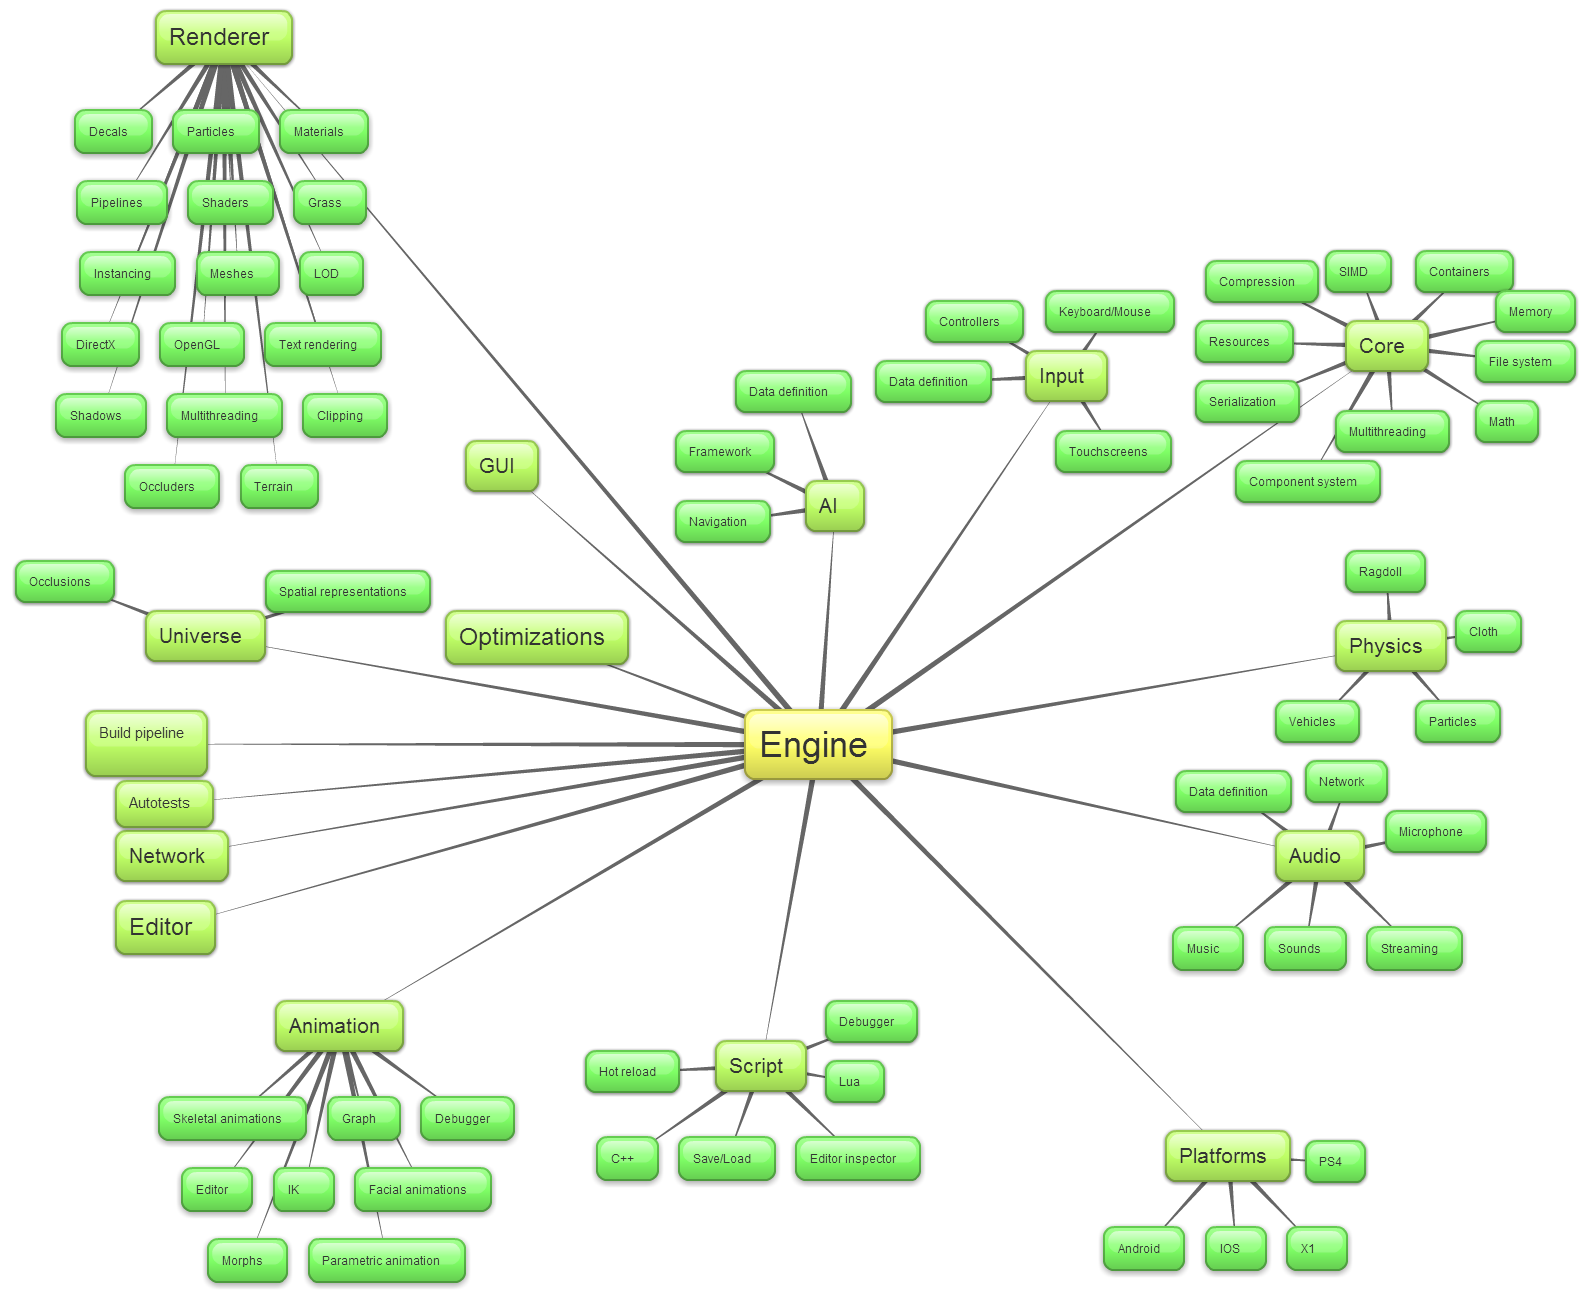 Renderer
Decals
Particles
Materials
Pipelines
Shaders
Grass
Instancing
Meshes
LOD
DirectX
OpenGL
Text rendering
Shadows
Multithreading
Clipping
Occluders
Terrain
GUI
AI
Data definition
Framework
Navigation
Input
Controllers
Keyboard/Mouse
Data definition
Touchscreens
Core
Compression
SIMD
Containers
Memory
Resources
File system
Serialization
Math
Multithreading
Component system
Universe
Occlusions
Spatial representations
Optimizations
Physics
Ragdoll
Cloth
Vehicles
Particles
Engine
Build pipeline
Autotests
Network
Editor
Audio
Data definition
Network
Microphone
Music
Sounds
Streaming
Animation
Skeletal animations
Graph
Debugger
Editor
IK
Facial animations
Morphs
Parametric animation
Script
Debugger
Hot reload
Lua
C++
Save/Load
Editor inspector
Platforms
PS4
Android
IOS
X1